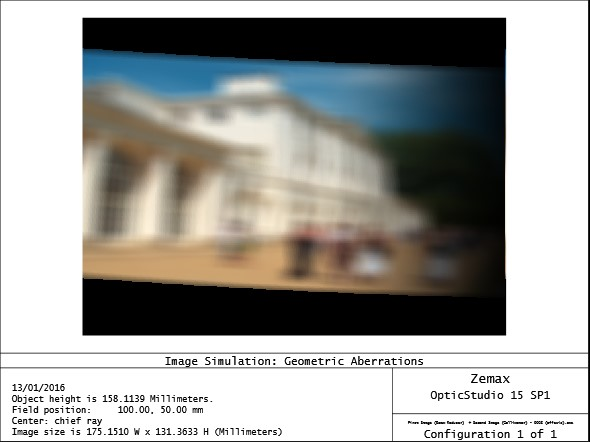 Image Simulation: Geometric Aberrations
13/01/2016
Object height is 158.1139 Millimeters.
Field position: 100.00, 50.00 mm
Center: chief ray
Image size is 175.1510 W x 131.3633 H (Millimeters)
Zemax
OpticStudio 15 SP1
Configuration 1 of 1